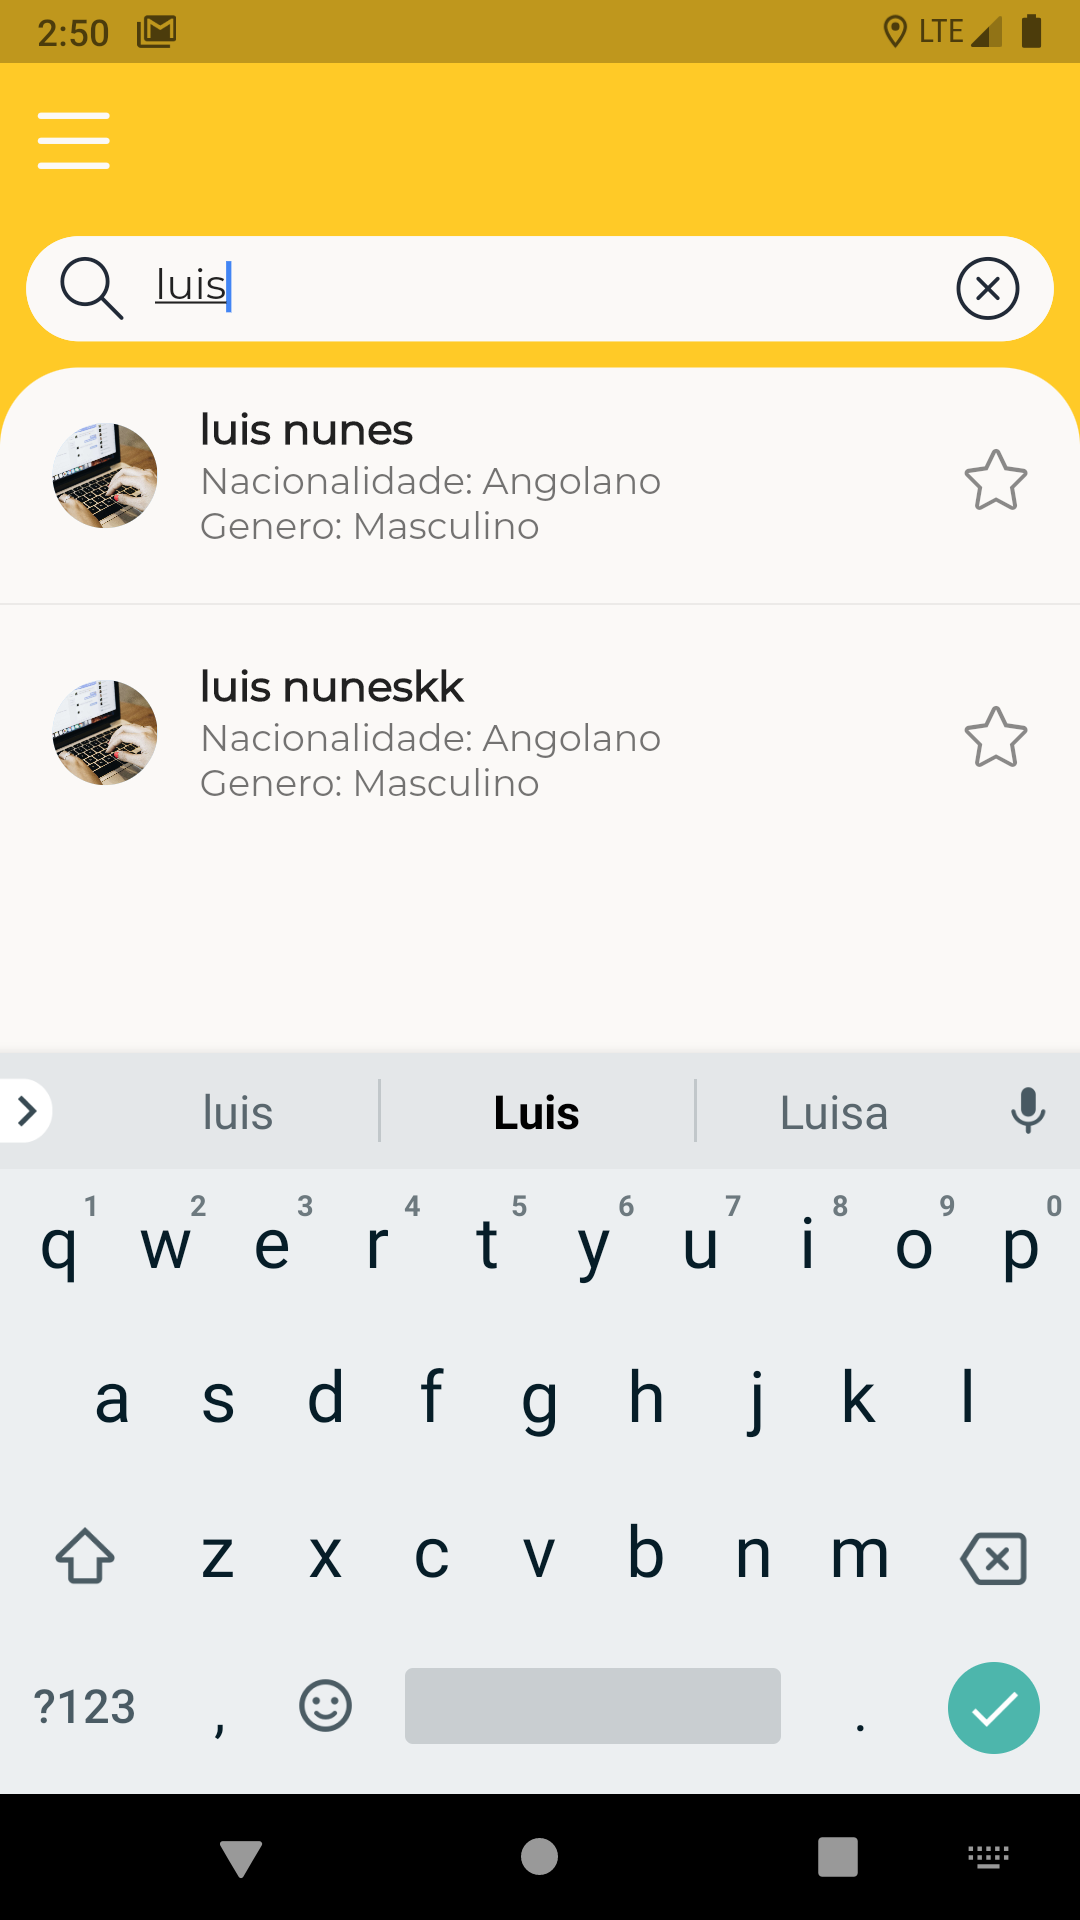 2:50 LTE
luis
luis nunes
Nacionalidade: Angolano
Genero: Masculino
luis nuneskk
Nacionalidade: Angolano
Genero: Masculino
luis Luis Luisa
1 2 3 4 5 6 7 8 9 0
q w e r t y u i o p
a s d f g h j k l
z x c v b n m
?123 , .